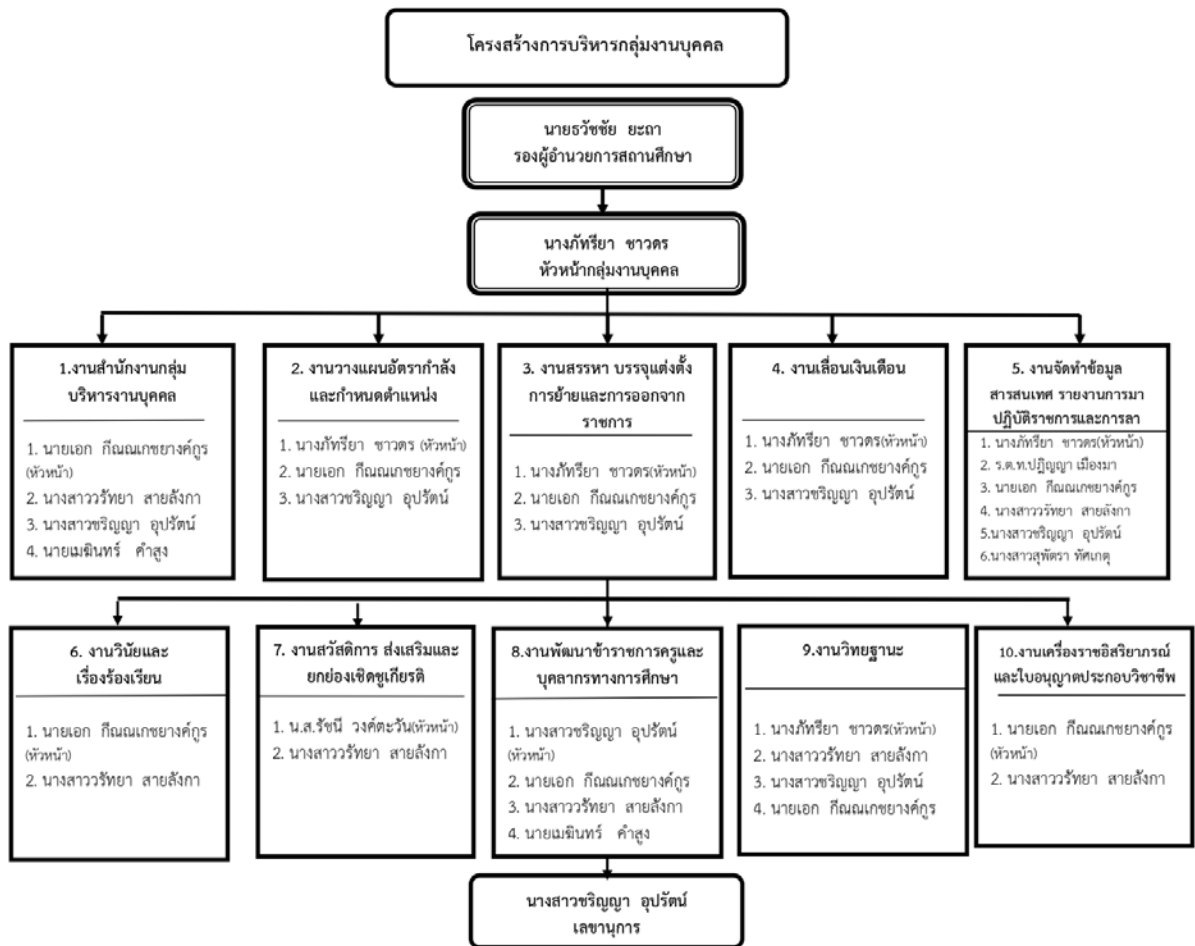 โครงสร้างการบริหารกลุ่มงานบุคคล
นายธวัชชัย ยะถา
รองผู้อำนวยการสถานศึกษา
นางภัทรียา ชาวดร
หัวหน้ากลุ่มงานบุคคล
1.งานสำนักงานกลุ่ม
บริหารงานบุคคล
1. นายเอก กีณณเกชยางค์กูร
(หัวหน้า)
2. นางสาววรัทยา สายลังกา
3. นางสาวชริญญา อุปรัตน์
4. นายเมฆินทร์ คำสูง
2. งานวางแผนอัตรากำลัง
และกำหนดตำแหน่ง
1. นางภัทรียา ชาวดร (หัวหน้า)
2. นายเอก กีณณเกชยางค์กูร
3. นางสาวชริญญา อุปรัตน์
3. งานสรรหา บรรจุแต่งตั้ง
การย้ายและการออกจาก
ราชการ
1. นางภัทรียา ชาวดร(หัวหน้า)
2. นายเอก กีณณเกชยางค์กูร
3. นางสาวชริญญา อุปรัตน์
4. งานเลื่อนเงินเดือน
1. นางภัทรียา ชาวดร(หัวหน้า)
2. นายเอก กีณณเกชยางค์กูร
3. นางสาวชริญญา อุปรัตน์
5. งานจัดทำข้อมูล
สารสนเทศ รายงานการมา
ปฏิบัติราชการและการลา
1. นางภัทรียา ชาวดร(หัวหน้า)
2. ร.ต.ท.ปฏิญญา เมืองมา
3. นายเอก กีณณเกชยางค์กูร
4. นางสาววรัทยา สายลังกา
5.นางสาวชริญญา อุปรัตน์
6.นางสาวสุพัตรา ทัศเกตุ
6. งานวินัยและ
เรื่องร้องเรียน
1. นายเอก กีณณเกชยางค์กูร
(หัวหน้า)
2. นางสาววรัทยา สายลังกา
7. งานสวัสดิการ ส่งเสริมและ
ยกย่องเชิดชูเกียรติ
1. น.ส.รัชนี วงค์ตะวัน(หัวหน้า)
2. นางสาววรัทยา สายลังกา
8.งานพัฒนาข้าราชการครูและ
บุคลากรทางการศึกษา
1. นางสาวชริญญา อุปรัตน์
(หัวหน้า)
2. นายเอก กีณณเกชยางค์กูร
3. นางสาววรัทยา สายลังกา
4. นายเมฆินทร์ คำสูง
9.งานวิทยฐานะ
1. นางภัทรียา ชาวดร(หัวหน้า)
2. นางสาววรัทยา สายลังกา
3. นางสาวชริญญา อุปรัตน์
4. นายเอก กีณณเกชยางค์กูร
10.งานเครื่องราชอิสริยาภรณ์
และใบอนุญาตประกอบวิชาชีพ
1. นายเอก กีณณเกชยางค์กูร
(หัวหน้า)
2. นางสาววรัทยา สายลังกา
นางสาวชริญญา อุปรัตน์
เลขานุการ